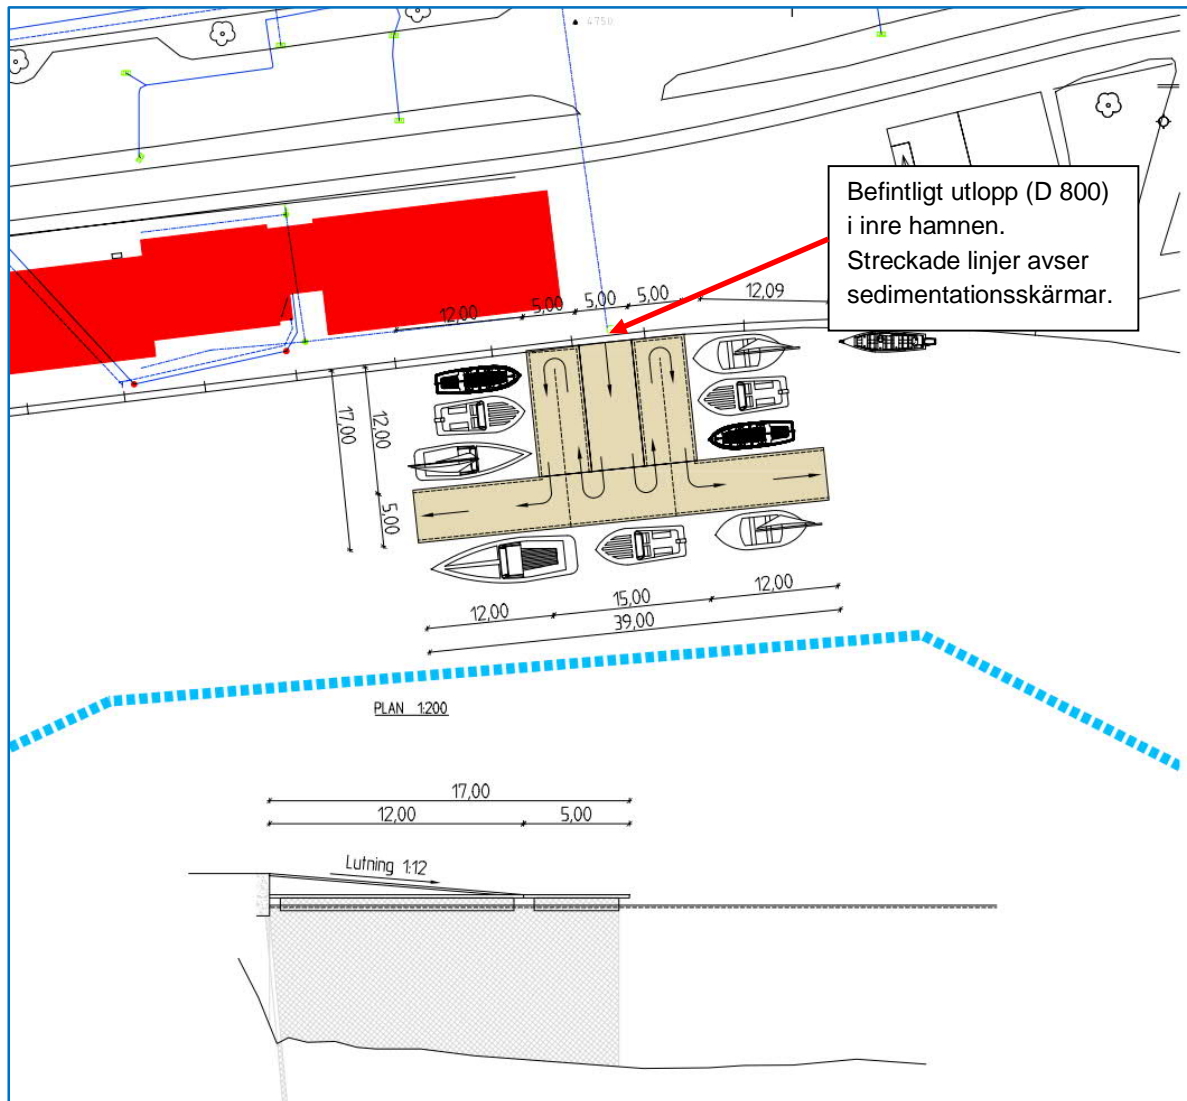 4750
Befintligt utlopp (D 800)
i inre hamnen.
Streckade linjer avser
sedimentationsskärmar.
12,00
5,00
5,00
5,00
12,09
17,00
12,00
5,00
12,00
15,00
12,00
39,00
PLAN 1:200
17,00
12,00
5,00
Lutning 1:12